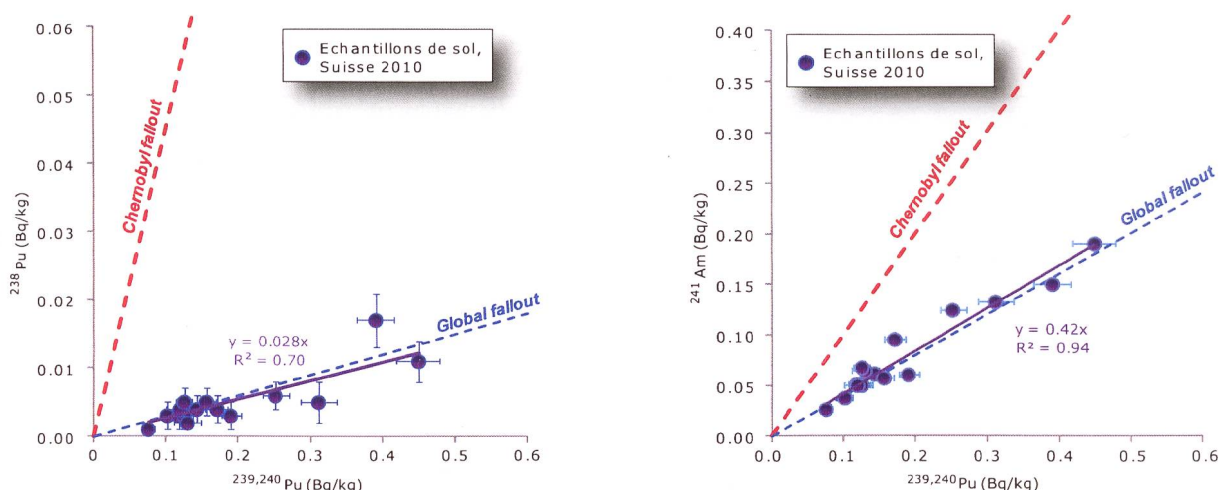 0.06
0.05
0.04
0.03
0.02
0.01
0.00
0
0.1
0.2
0.3
0.4
0.5
0.6
238 Pu (Bq/kg)
239,240Pu (Bq/kg)
Echantillons de sol,
Suisse 2010
Chernobyl fallout
Global fallout
y = 0.028x
R² = 0.70
0.40
0.35
0.30
0.25
0.20
0.15
0.10
0.05
0.00
0.0
0.1
0.2
0.3
0.4
0.5
0.6
241 Am (Bq/kg)
239,240Pu (Bq/kg)
Echantillons de sol,
Suisse 2010
Chernobyl fallout
Global fallout
y = 0.42x
R² = 0.94